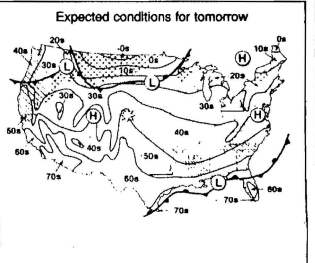 Expected conditions for tomorrow
20s -0s 0s
40s 0s 10s
L H
10s L 20s
30s
30s 30s 30s
H H
40s
50s 40s
60s 50s
70s 60s L 60s
70s 70s